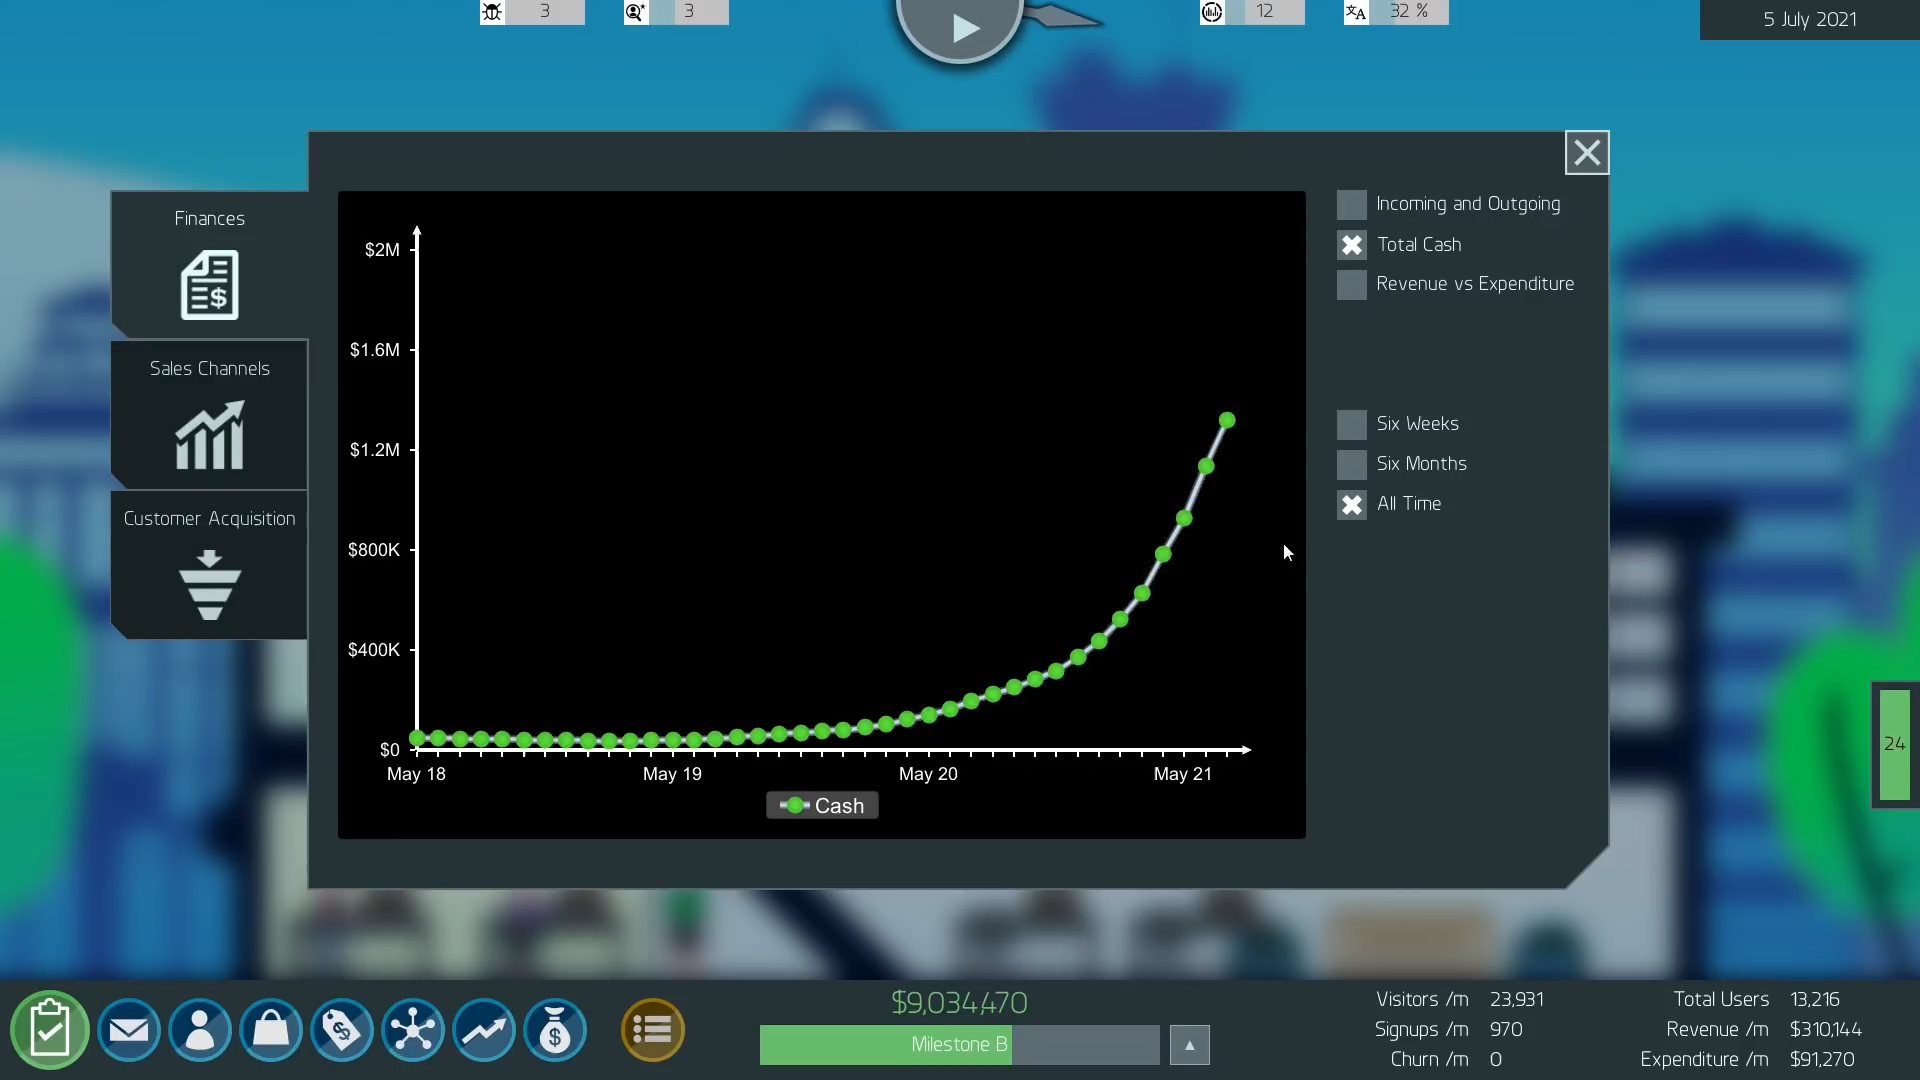 3
3
12
32 %
5 July 2021
Finances
Sales Channels
Customer Acquisition
$2M
$1.6M
$1.2M
$800K
$400K
$0
May 18
May 19
May 20
May 21
Cash
Incoming and Outgoing
Total Cash
Revenue vs Expenditure
Six Weeks
Six Months
All Time
24
$9,034,470
Milestone B
Visitors /m 23,931
Signups /m 970
Churn /m 0
Total Users 13,216
Revenue /m $310,144
Expenditure /m $91,270